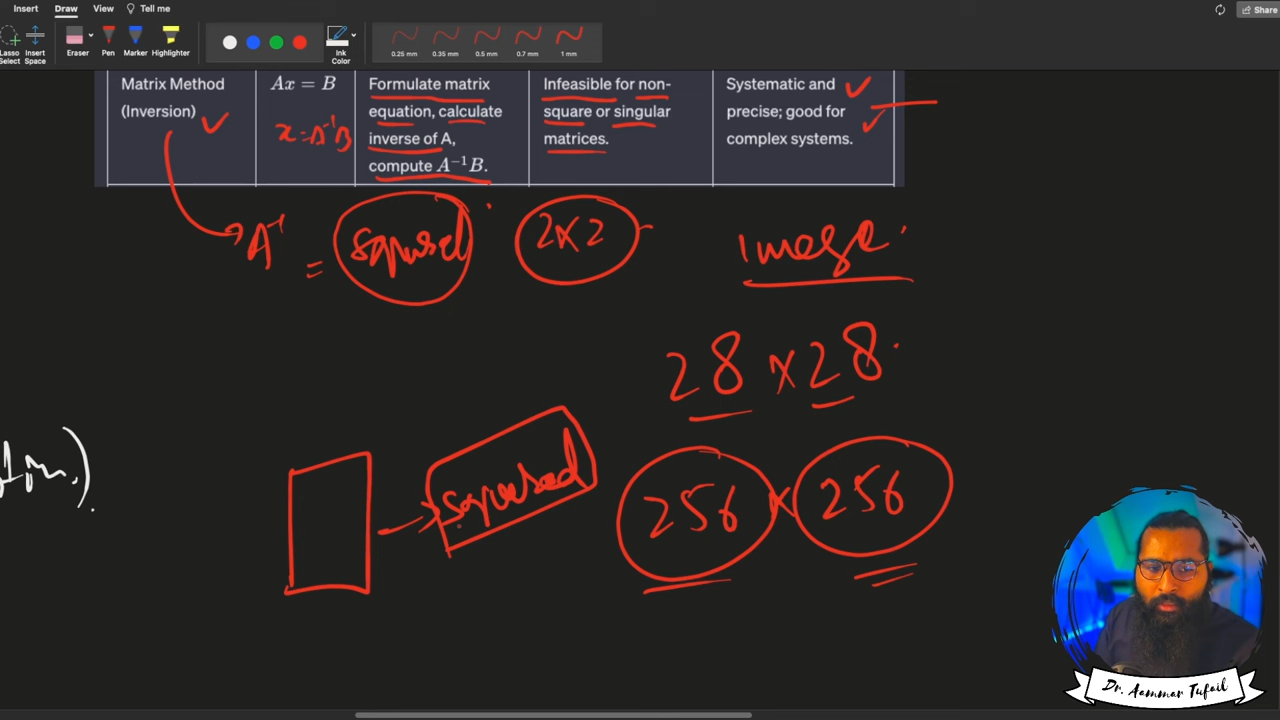 Insert Draw View Tell me
Share
Lasso Select
Insert Space
Eraser
Pen
Marker
Highlighter
Ink Color
0.25 mm 0.35 mm 0.5 mm 0.7 mm 1 mm
Matrix Method (Inversion)
Ax = B
x = A⁻¹B
Formulate matrix
equation, calculate
inverse of A,
compute A⁻¹B.
Infeasible for non-
square or singular
matrices.
Systematic and
precise; good for
complex systems.
A⁻¹ = squared 2x2
Image.
28 x 28
squared
256 x 256
Dr. Aammar Tufail